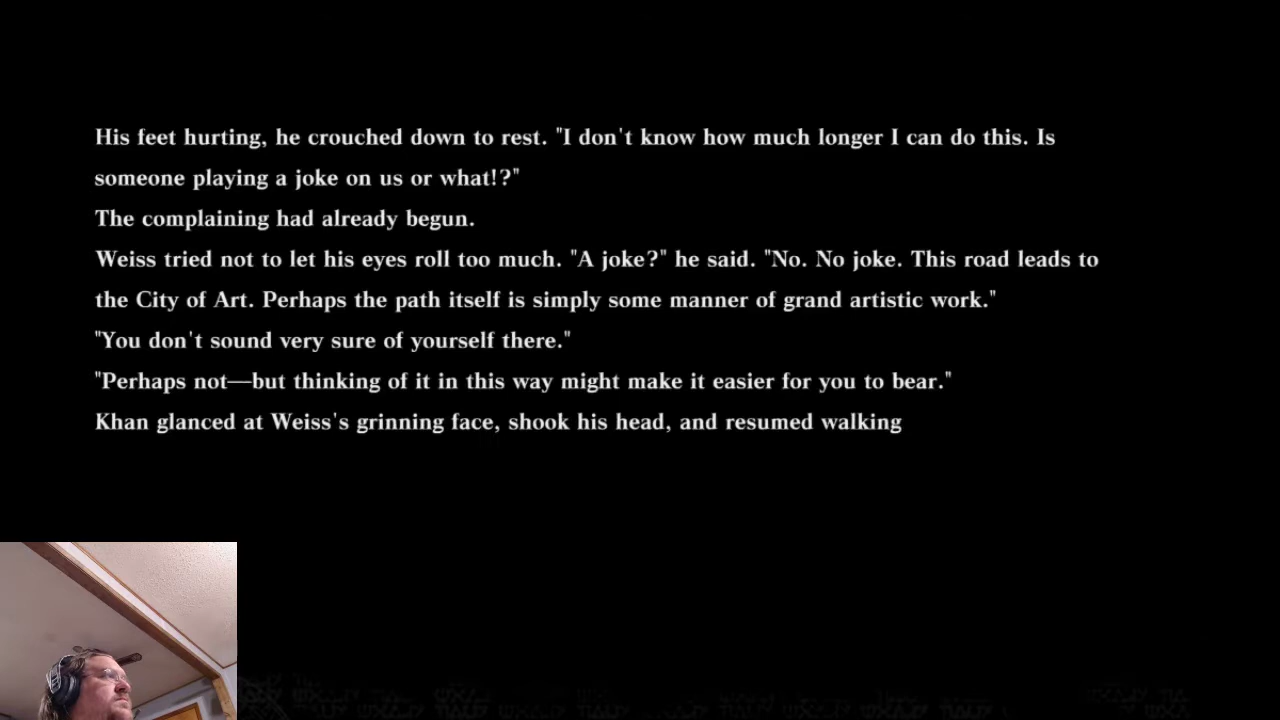 His feet hurting, he crouched down to rest. "I don't know how much longer I can do this. Is
someone playing a joke on us or what!?"
The complaining had already begun.
Weiss tried not to let his eyes roll too much. "A joke?" he said. "No. No joke. This road leads to
the City of Art. Perhaps the path itself is simply some manner of grand artistic work."
"You don't sound very sure of yourself there."
"Perhaps not—but thinking of it in this way might make it easier for you to bear."
Khan glanced at Weiss's grinning face, shook his head, and resumed walking